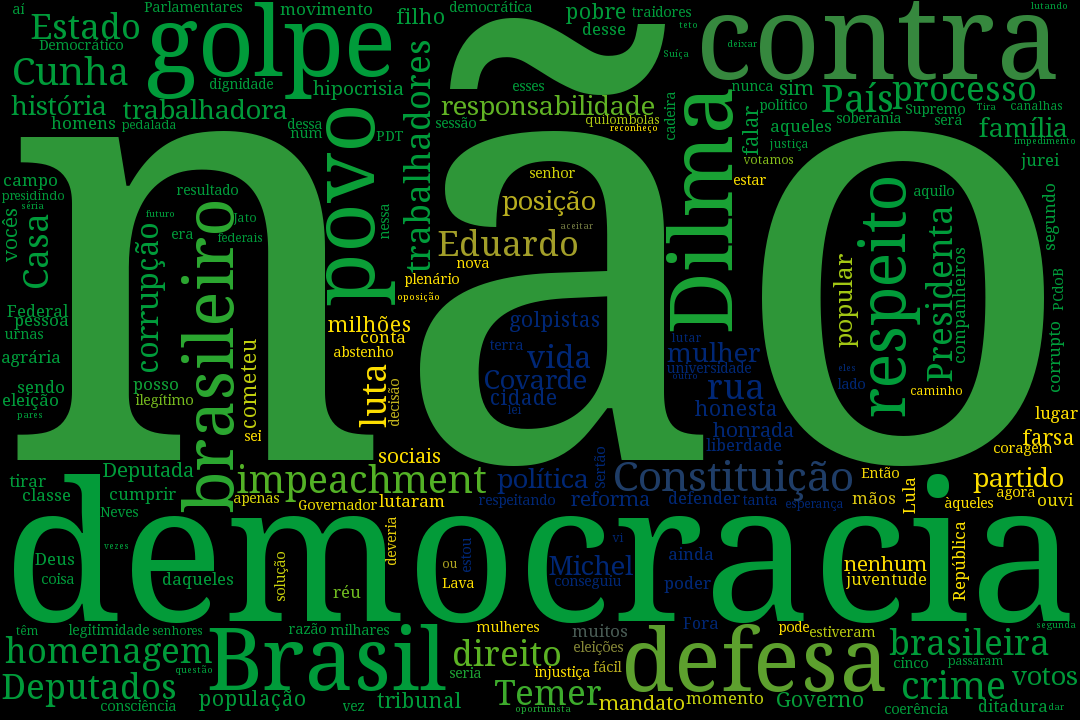 aí
Parlamentares
movimento
filho
democrática
pobre
traidores
lutando
Estado
golpe
desse
teto
contra
Democrático
deixar
Suíça
Cunha
dignidade
hipocrisia
esses
nunca
sim
País
processo
história
trabalhadora
responsabilidade
cadeira
político
Supremo
Tira
canalhas
homens
pedalada
dessa
num
PDT
trabalhadores
sessão
quilombolas
reconheço
falar
aqueles
soberania
será
família
impedimento
não
povo
Dilma
justiça
votamos
jurei
campo
presidindo
séria
resultado
senhor
posição
estar
aquilo
vocês
Casa
futuro
corrupção
era
brasileiro
Jato
federais
nessa
Eduardo
aceitar
nova
plenário
oposição
popular
respeito
Presidenta
companheiros
segundo
PCdoB
Federal
pessoa
urnas
milhões
conta
abstenho
golpistas
terra
vida
Covarde
cidade
lei
lutar
mulher
universidade
outro
rua
honesta
honrada
liberdade
eles
lado
caminho
corrupto
agrária
sendo
eleição
pares
posso
ilegítimo
cometeu
sei
luta
decisão
lugar
farsa
coragem
tirar
classe
Deputada
cumprir
impeachment
sociais
apenas
Governador
lutaram
política
respeitando
Sertão
Constituição
reforma
defender
tanta
esperança
Então
mãos
Lula
partido
agora
àqueles
ouvi
Neves
democracia
vezes
Deus
coisa
daqueles
solução
réu
deveria
ou
Lava
estou
vi
Michel
conseguiu
ainda
poder
nenhum
juventude
República
têm
legitimidade
senhores
Brasil
razão
milhares
mulheres
muitos
eleições
Fora
defesa
pode
estiveram
segunda
homenagem
questão
direito
seria
injustiça
fácil
brasileira
cinco
passaram
Deputados
consciência
população
vez
tribunal
Temer
oportunista
mandato
momento
Governo
crime
coerência
votos
ditadura
dar